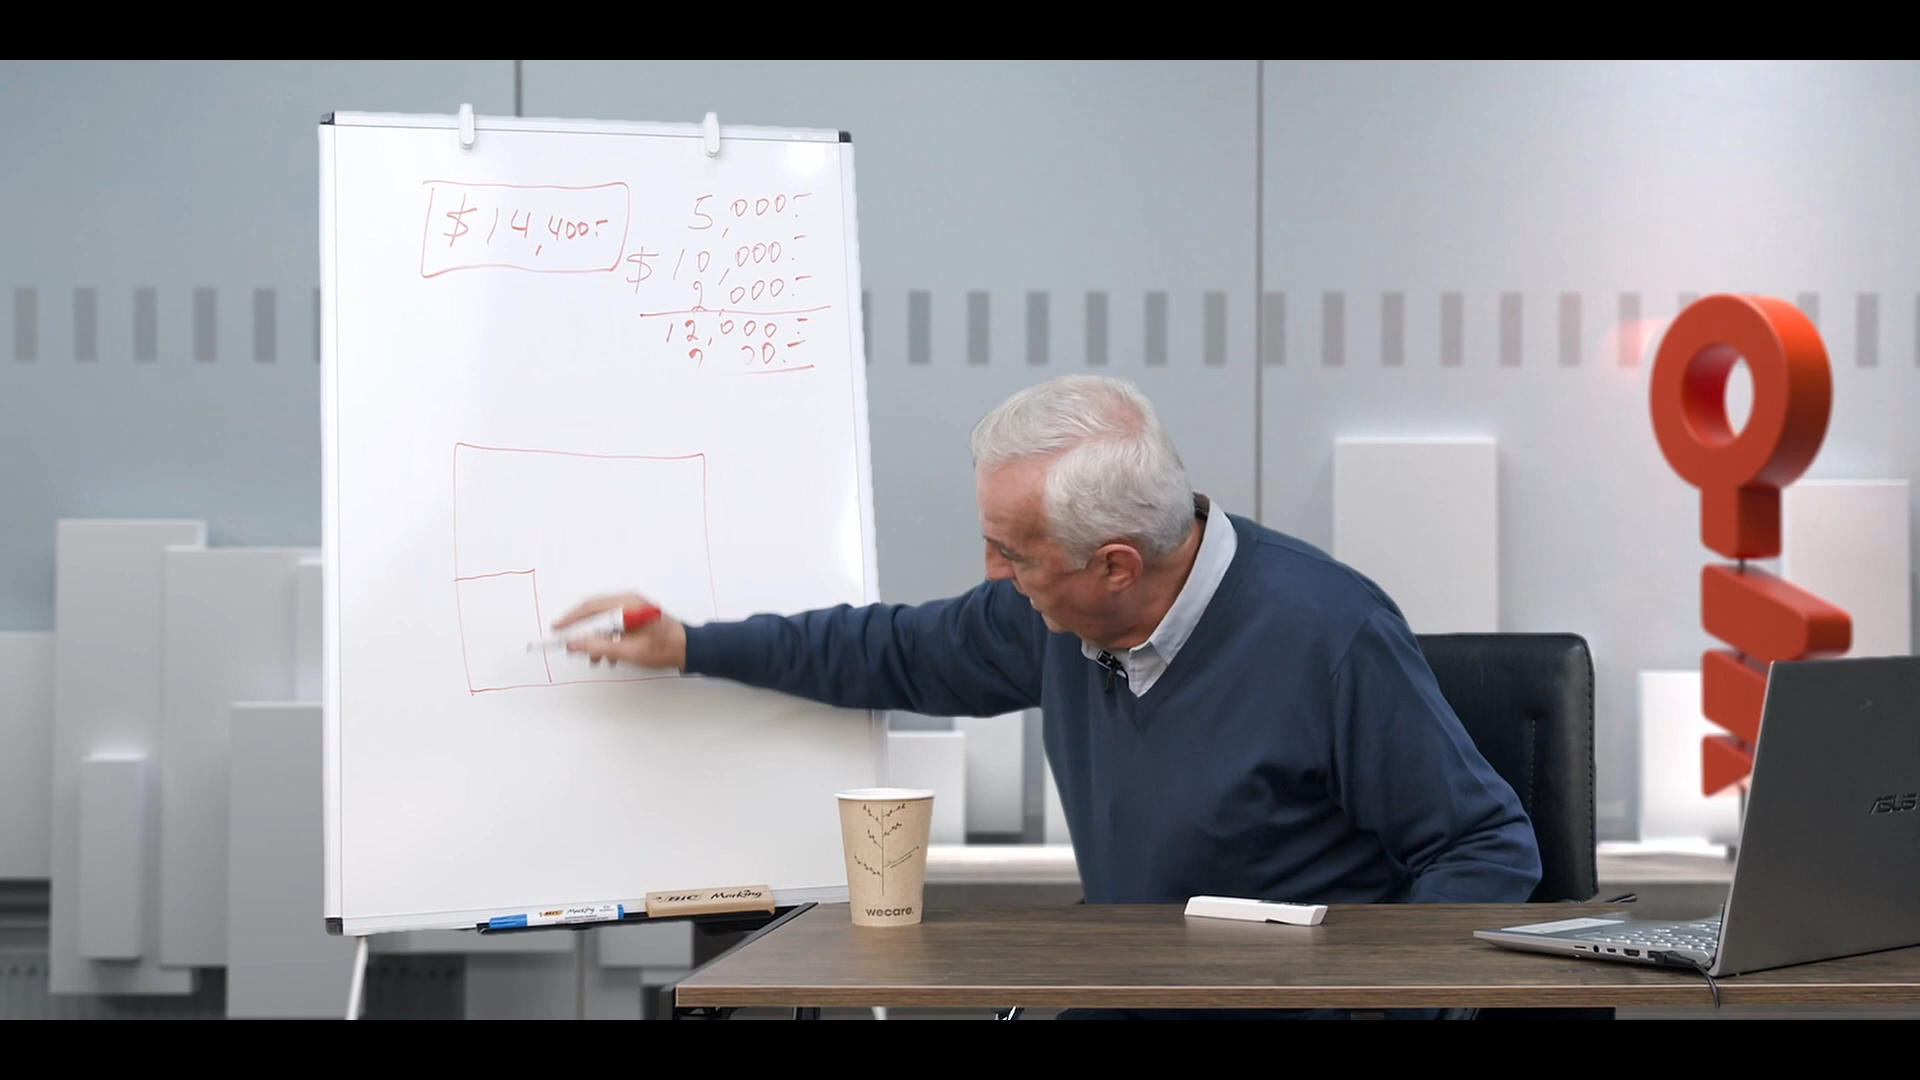 $14,400:-
5,000:-
$ 10,000:-
2,000:-
12,000:-
BIC Marking
BIC Marking
wecare.
ASUS